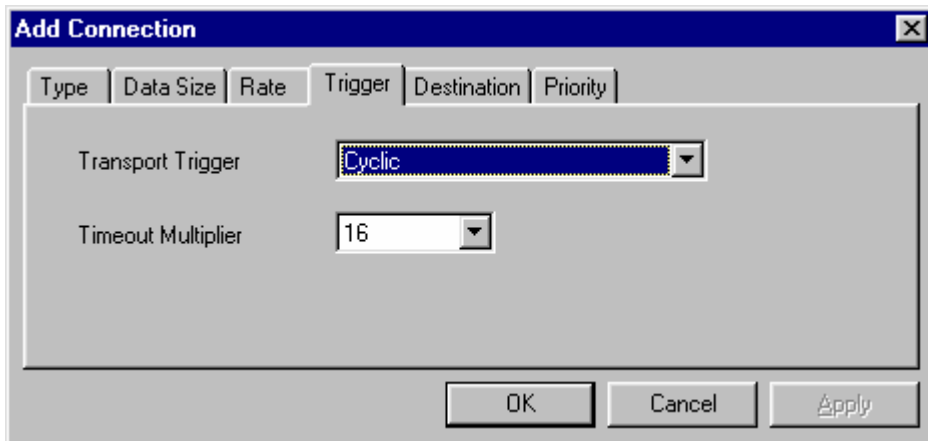 Add Connection
Type Data Size Rate Trigger Destination Priority
Transport Trigger Cyclic
Timeout Multiplier 16
OK Cancel Apply